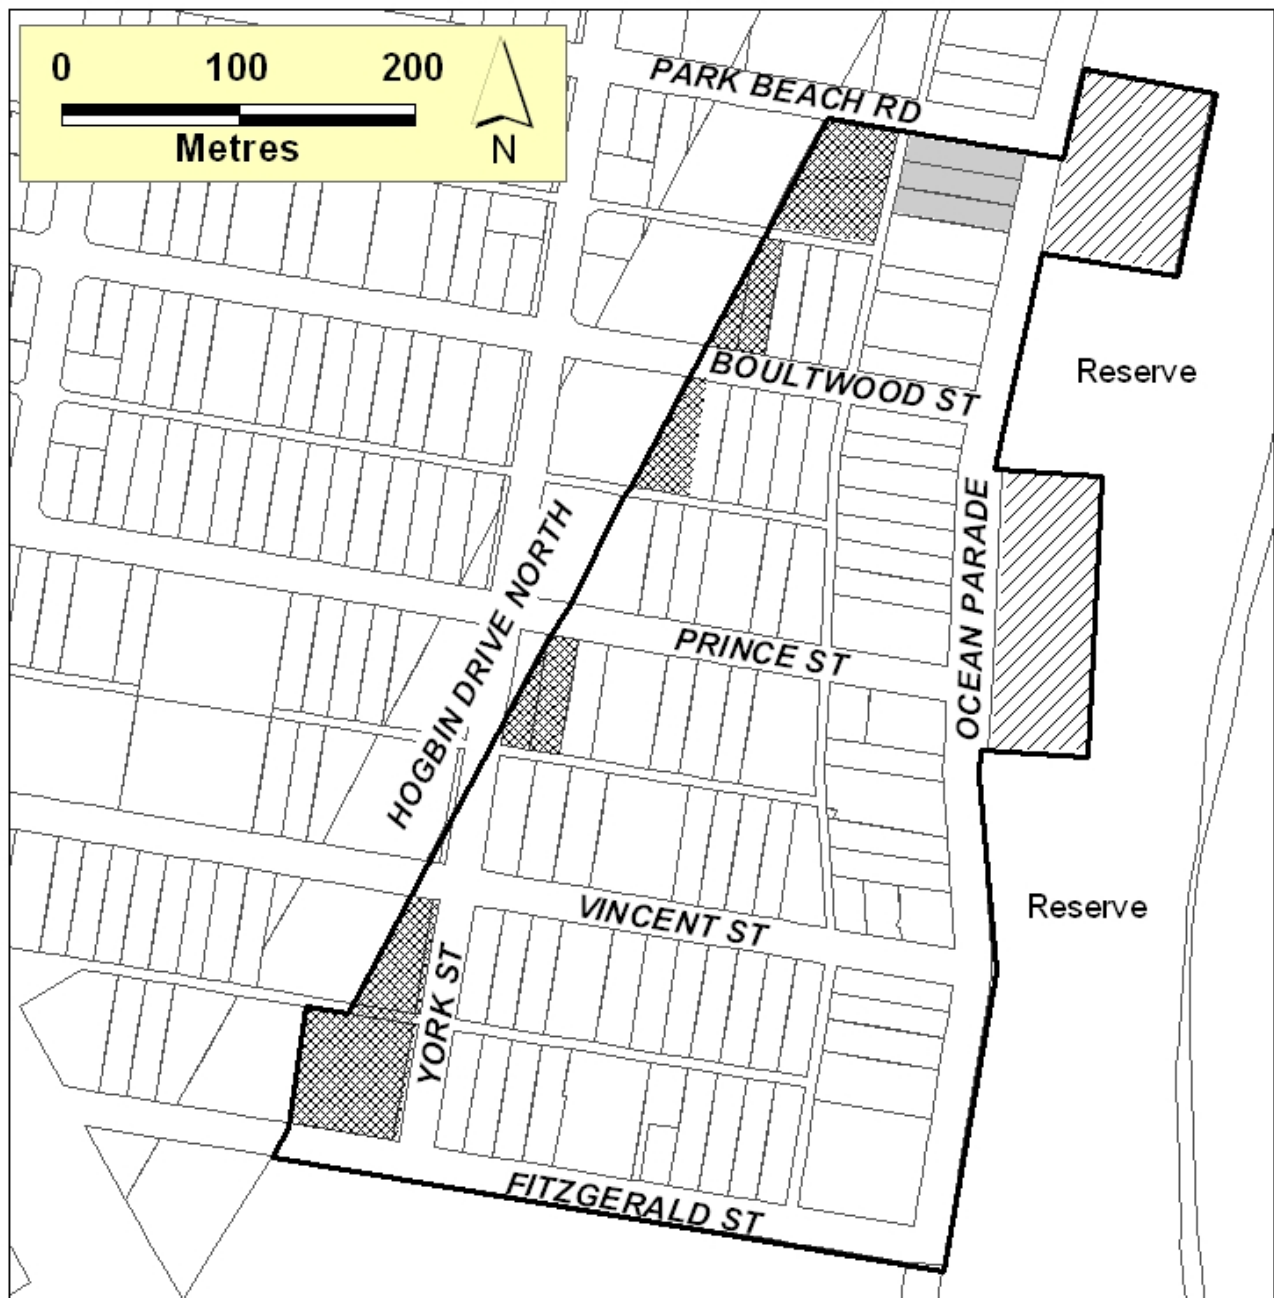 0 100 200
Metres
N
PARK BEACH RD
Reserve
BOULTWOOD ST
OCEAN PARADE
HOGBIN DRIVE NORTH
PRINCE ST
Reserve
VINCENT ST
YORK ST
FITZGERALD ST